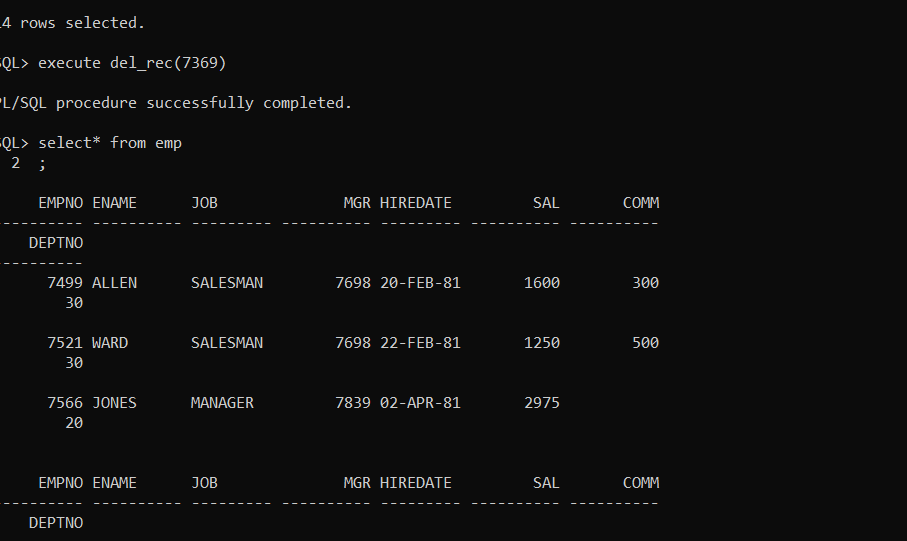 4 rows selected.
SQL> execute del_rec(7369)
PL/SQL procedure successfully completed.
SQL> select* from emp
  2  ;
     EMPNO ENAME      JOB              MGR HIREDATE         SAL       COMM
---------- ---------- --------- ---------- --------- ---------- ----------
    DEPTNO
----------
      7499 ALLEN      SALESMAN        7698 20-FEB-81       1600        300
        30
      7521 WARD       SALESMAN        7698 22-FEB-81       1250        500
        30
      7566 JONES      MANAGER         7839 02-APR-81       2975
        20
     EMPNO ENAME      JOB              MGR HIREDATE         SAL       COMM
---------- ---------- --------- ---------- --------- ---------- ----------
    DEPTNO